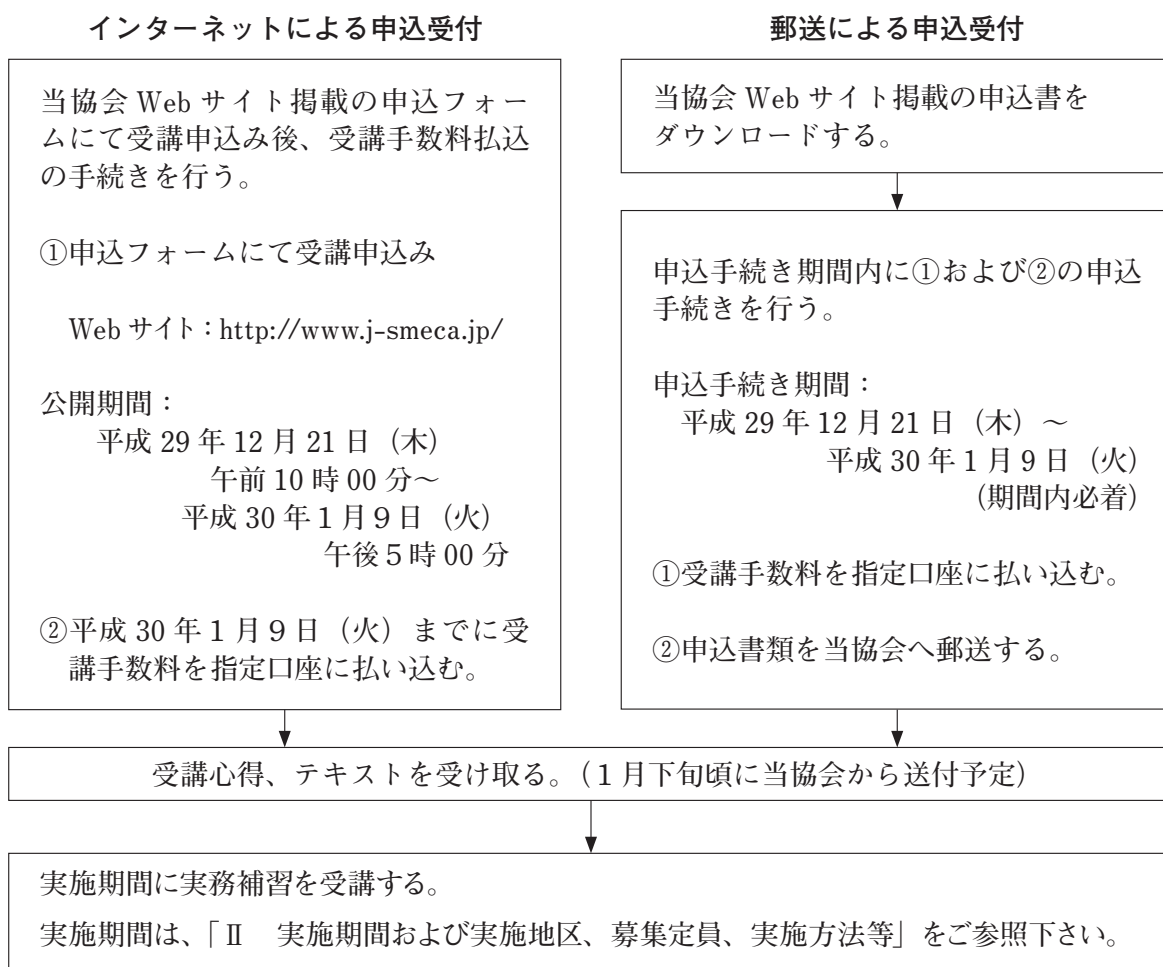 インターネットによる申込受付
当協会 Web サイト掲載の申込フォー
ムにて受講申込み後、受講手数料払込
の手続きを行う。
①申込フォームにて受講申込み
Web サイト：http://www.j-smeca.jp/
公開期間：
平成 29 年 12 月 21 日（木）
午前 10 時 00 分～
平成 30 年１月９日（火）
午後５時 00 分
②平成 30 年１月９日（火）までに受
講手数料を指定口座に払い込む。
郵送による申込受付
当協会 Web サイト掲載の申込書を
ダウンロードする。
申込手続き期間内に①および②の申込
手続きを行う。
申込手続き期間：
平成 29 年 12 月 21 日（木）～
平成 30 年１月９日（火）
（期間内必着）
①受講手数料を指定口座に払い込む。
②申込書類を当協会へ郵送する。
受講心得、テキストを受け取る。（１月下旬頃に当協会から送付予定）
実施期間に実務補習を受講する。
実施期間は、「Ⅱ　実施期間および実施地区、募集定員、実施方法等」をご参照下さい。